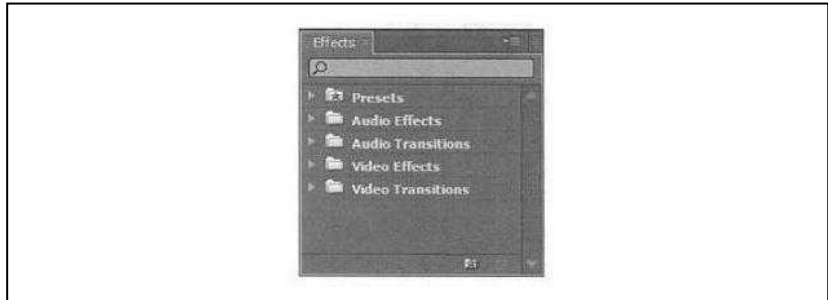 Effects
Presets
Audio Effects
Audio Transitions
Video Effects
Video Transitions